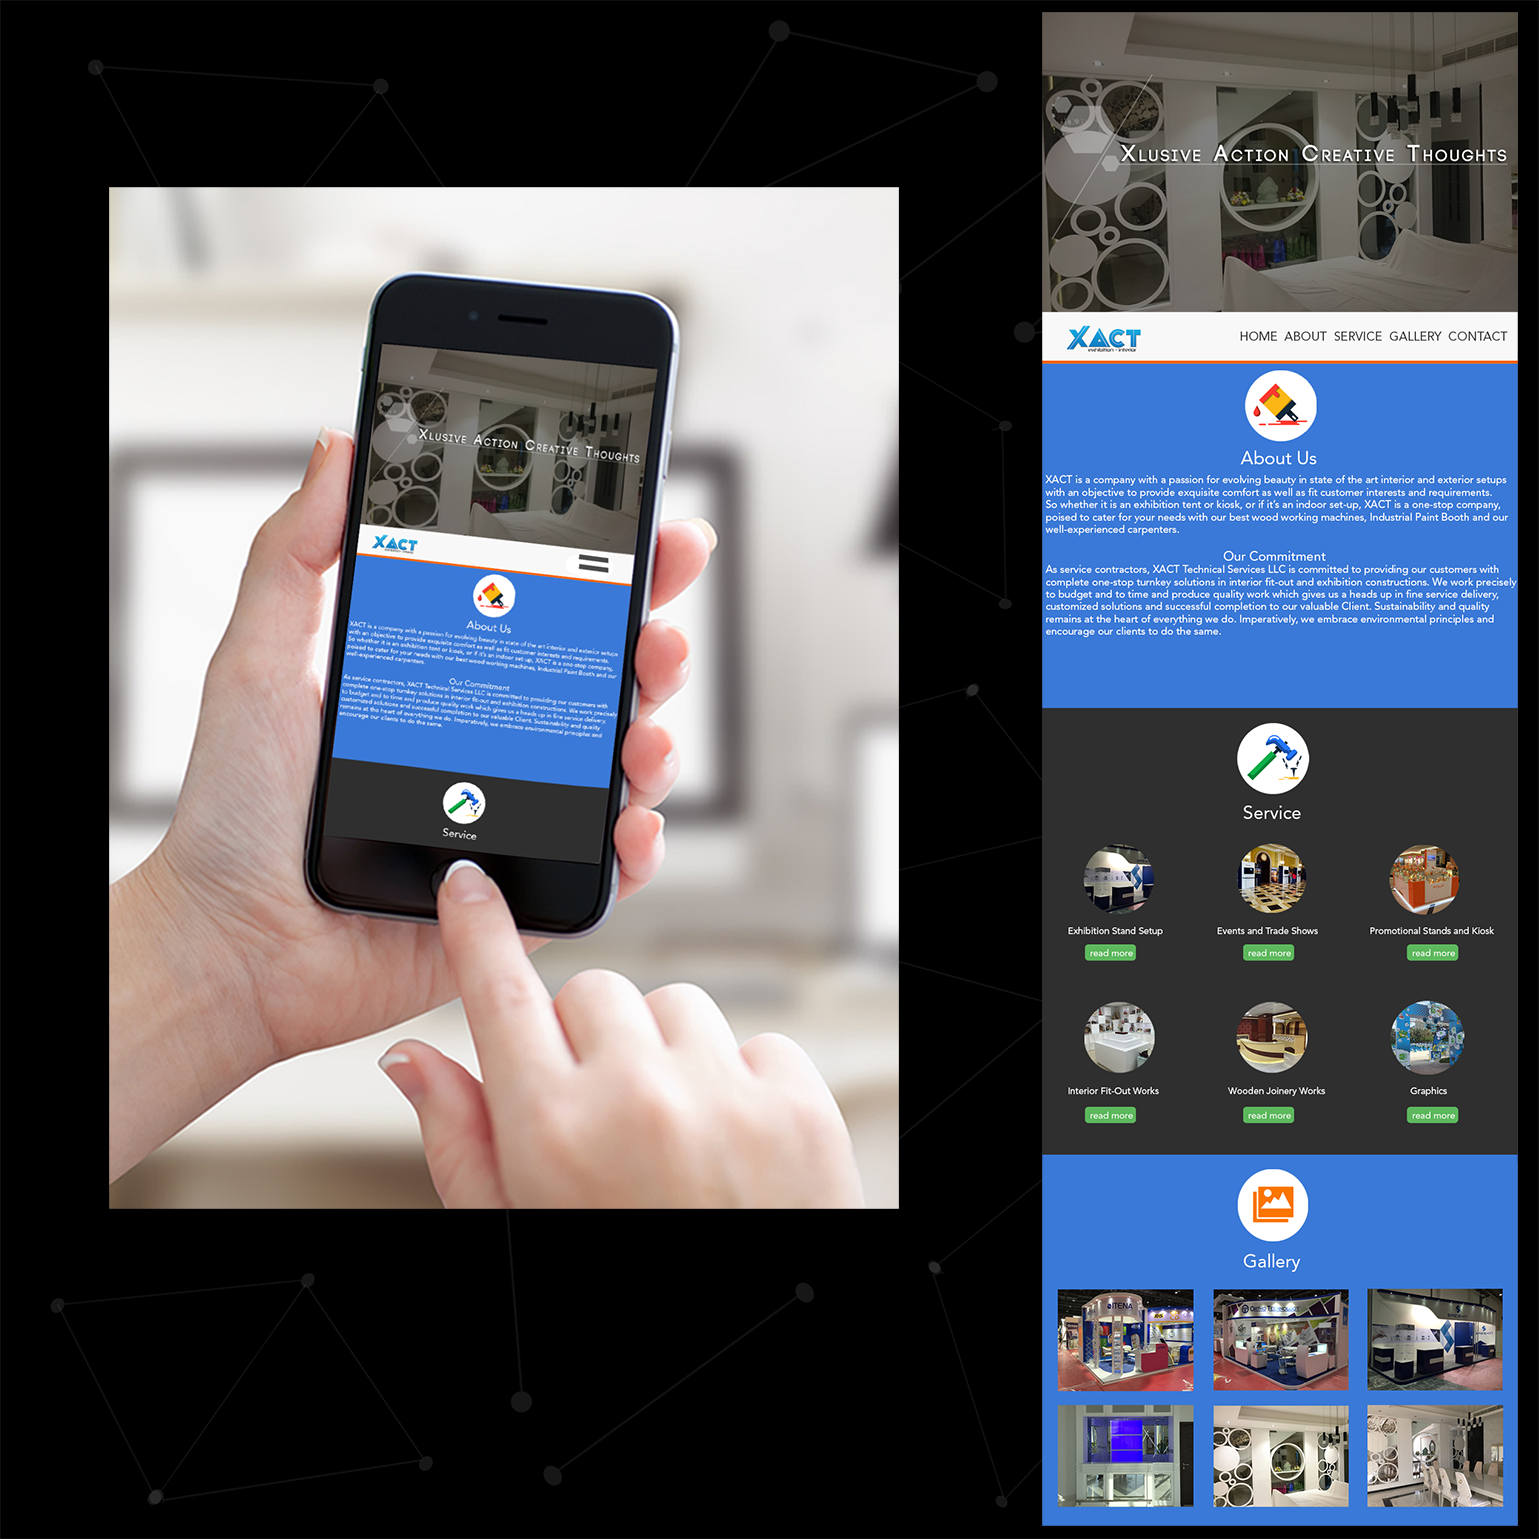 Xlusive Action Creative Thoughts
XACT
exhibition - interior
About Us
XACT is a company with a passion for evolving beauty in state of the art interior and exterior setups
with an objective to provide exquisite comfort as well as fit customer interests and requirements.
So whether it is an exhibition tent or kiosk, or if it's an indoor set-up, XACT is a one-stop company,
poised to cater for your needs with our best wood working machines, Industrial Paint Booth and our
well-experienced carpenters.
Our Commitment
As service contractors, XACT Technical Services LLC is committed to providing our customers with
complete one-stop turnkey solutions in interior fit-out and exhibition constructions. We work precisely
to budget and to time and produce quality work which gives us a heads up in fine service delivery,
customized solutions and successful completion to our valuable Client. Sustainability and quality
remains at the heart of everything we do. Imperatively, we embrace environmental principles and
encourage our clients to do the same.
Service
Xlusive Action Creative Thoughts
XACT
exhibition - interior
HOME ABOUT SERVICE GALLERY CONTACT
About Us
XACT is a company with a passion for evolving beauty in state of the art interior and exterior setups
with an objective to provide exquisite comfort as well as fit customer interests and requirements.
So whether it is an exhibition tent or kiosk, or if it's an indoor set-up, XACT is a one-stop company,
poised to cater for your needs with our best wood working machines, Industrial Paint Booth and our
well-experienced carpenters.
Our Commitment
As service contractors, XACT Technical Services LLC is committed to providing our customers with
complete one-stop turnkey solutions in interior fit-out and exhibition constructions. We work precisely
to budget and to time and produce quality work which gives us a heads up in fine service delivery,
customized solutions and successful completion to our valuable Client. Sustainability and quality
remains at the heart of everything we do. Imperatively, we embrace environmental principles and
encourage our clients to do the same.
Service
Exhibition Stand Setup
read more
Events and Trade Shows
read more
Promotional Stands and Kiosk
read more
Interior Fit-Out Works
read more
Wooden Joinery Works
read more
Graphics
read more
Gallery
ITENA
Ortho Technology